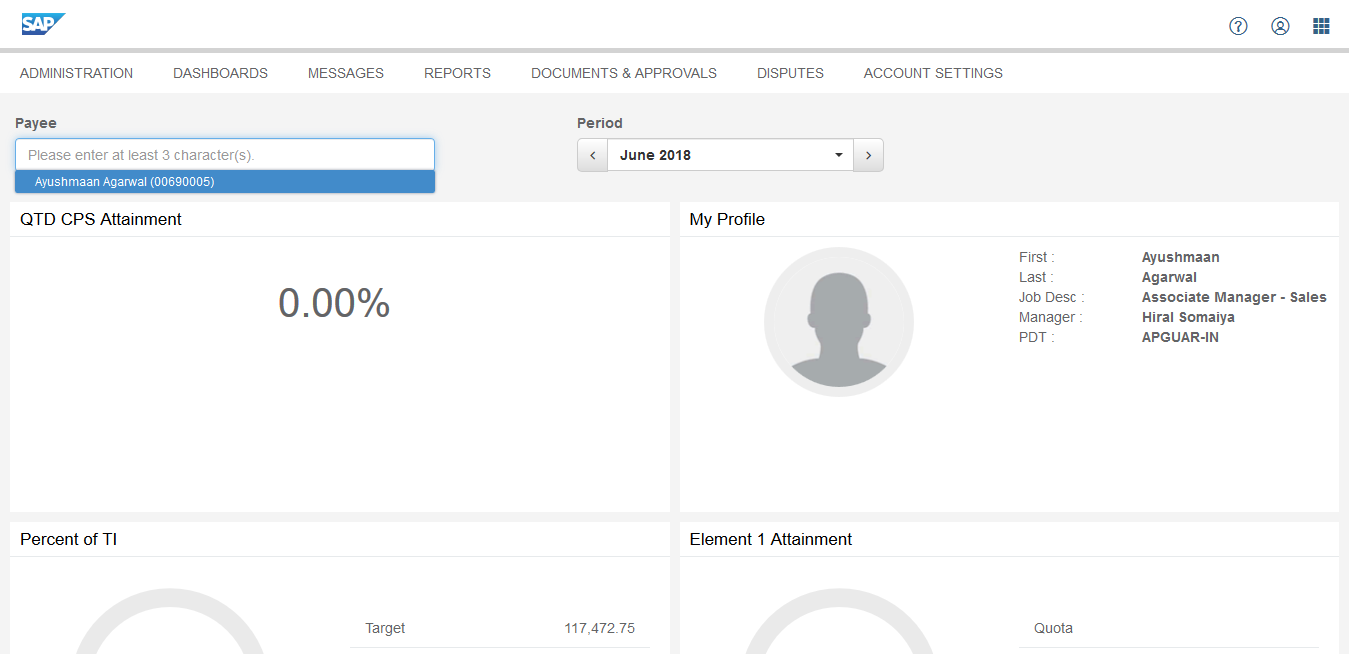 SAP
ADMINISTRATION DASHBOARDS MESSAGES REPORTS DOCUMENTS & APPROVALS DISPUTES ACCOUNT SETTINGS
Payee
Please enter at least 3 character(s).
Ayushmaan Agarwal (00690005)
Period
June 2018
QTD CPS Attainment
0.00%
My Profile
First : Ayushmaan
Last : Agarwal
Job Desc : Associate Manager - Sales
Manager : Hiral Somaiya
PDT : APGUAR-IN
Percent of TI
Target 117,472.75
Element 1 Attainment
Quota